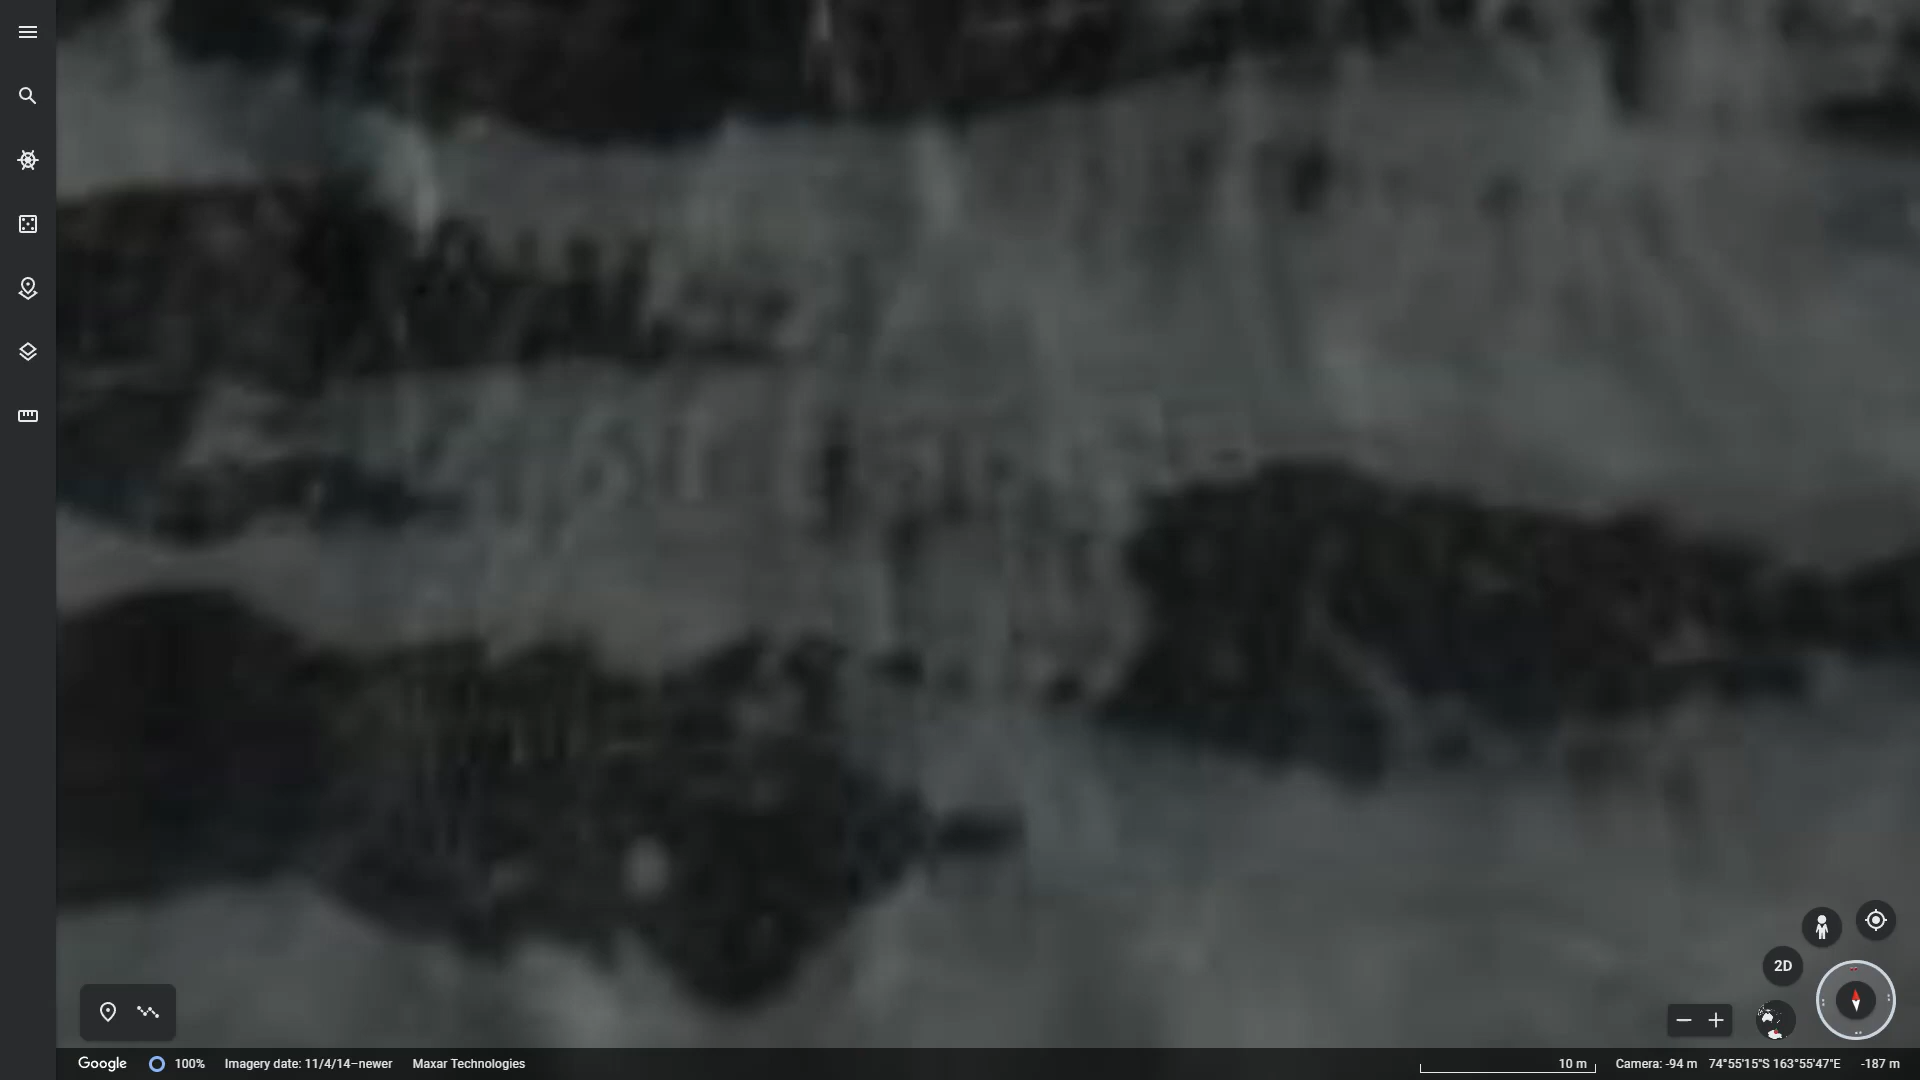 2D
Google 100% Imagery date: 11/4/14–newer Maxar Technologies 10 m Camera: -94 m 74°55'15"S 163°55'47"E -187 m